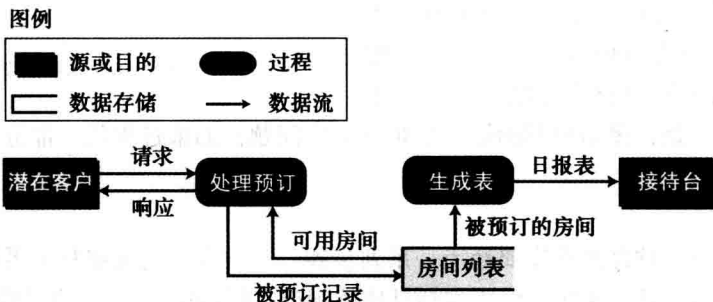 图例
源或目的 过程
数据存储 数据流
请求 日报表
潜在客户 处理预订 生成表 接待台
响应 被预订的房间
可用房间
房间列表
被预订记录